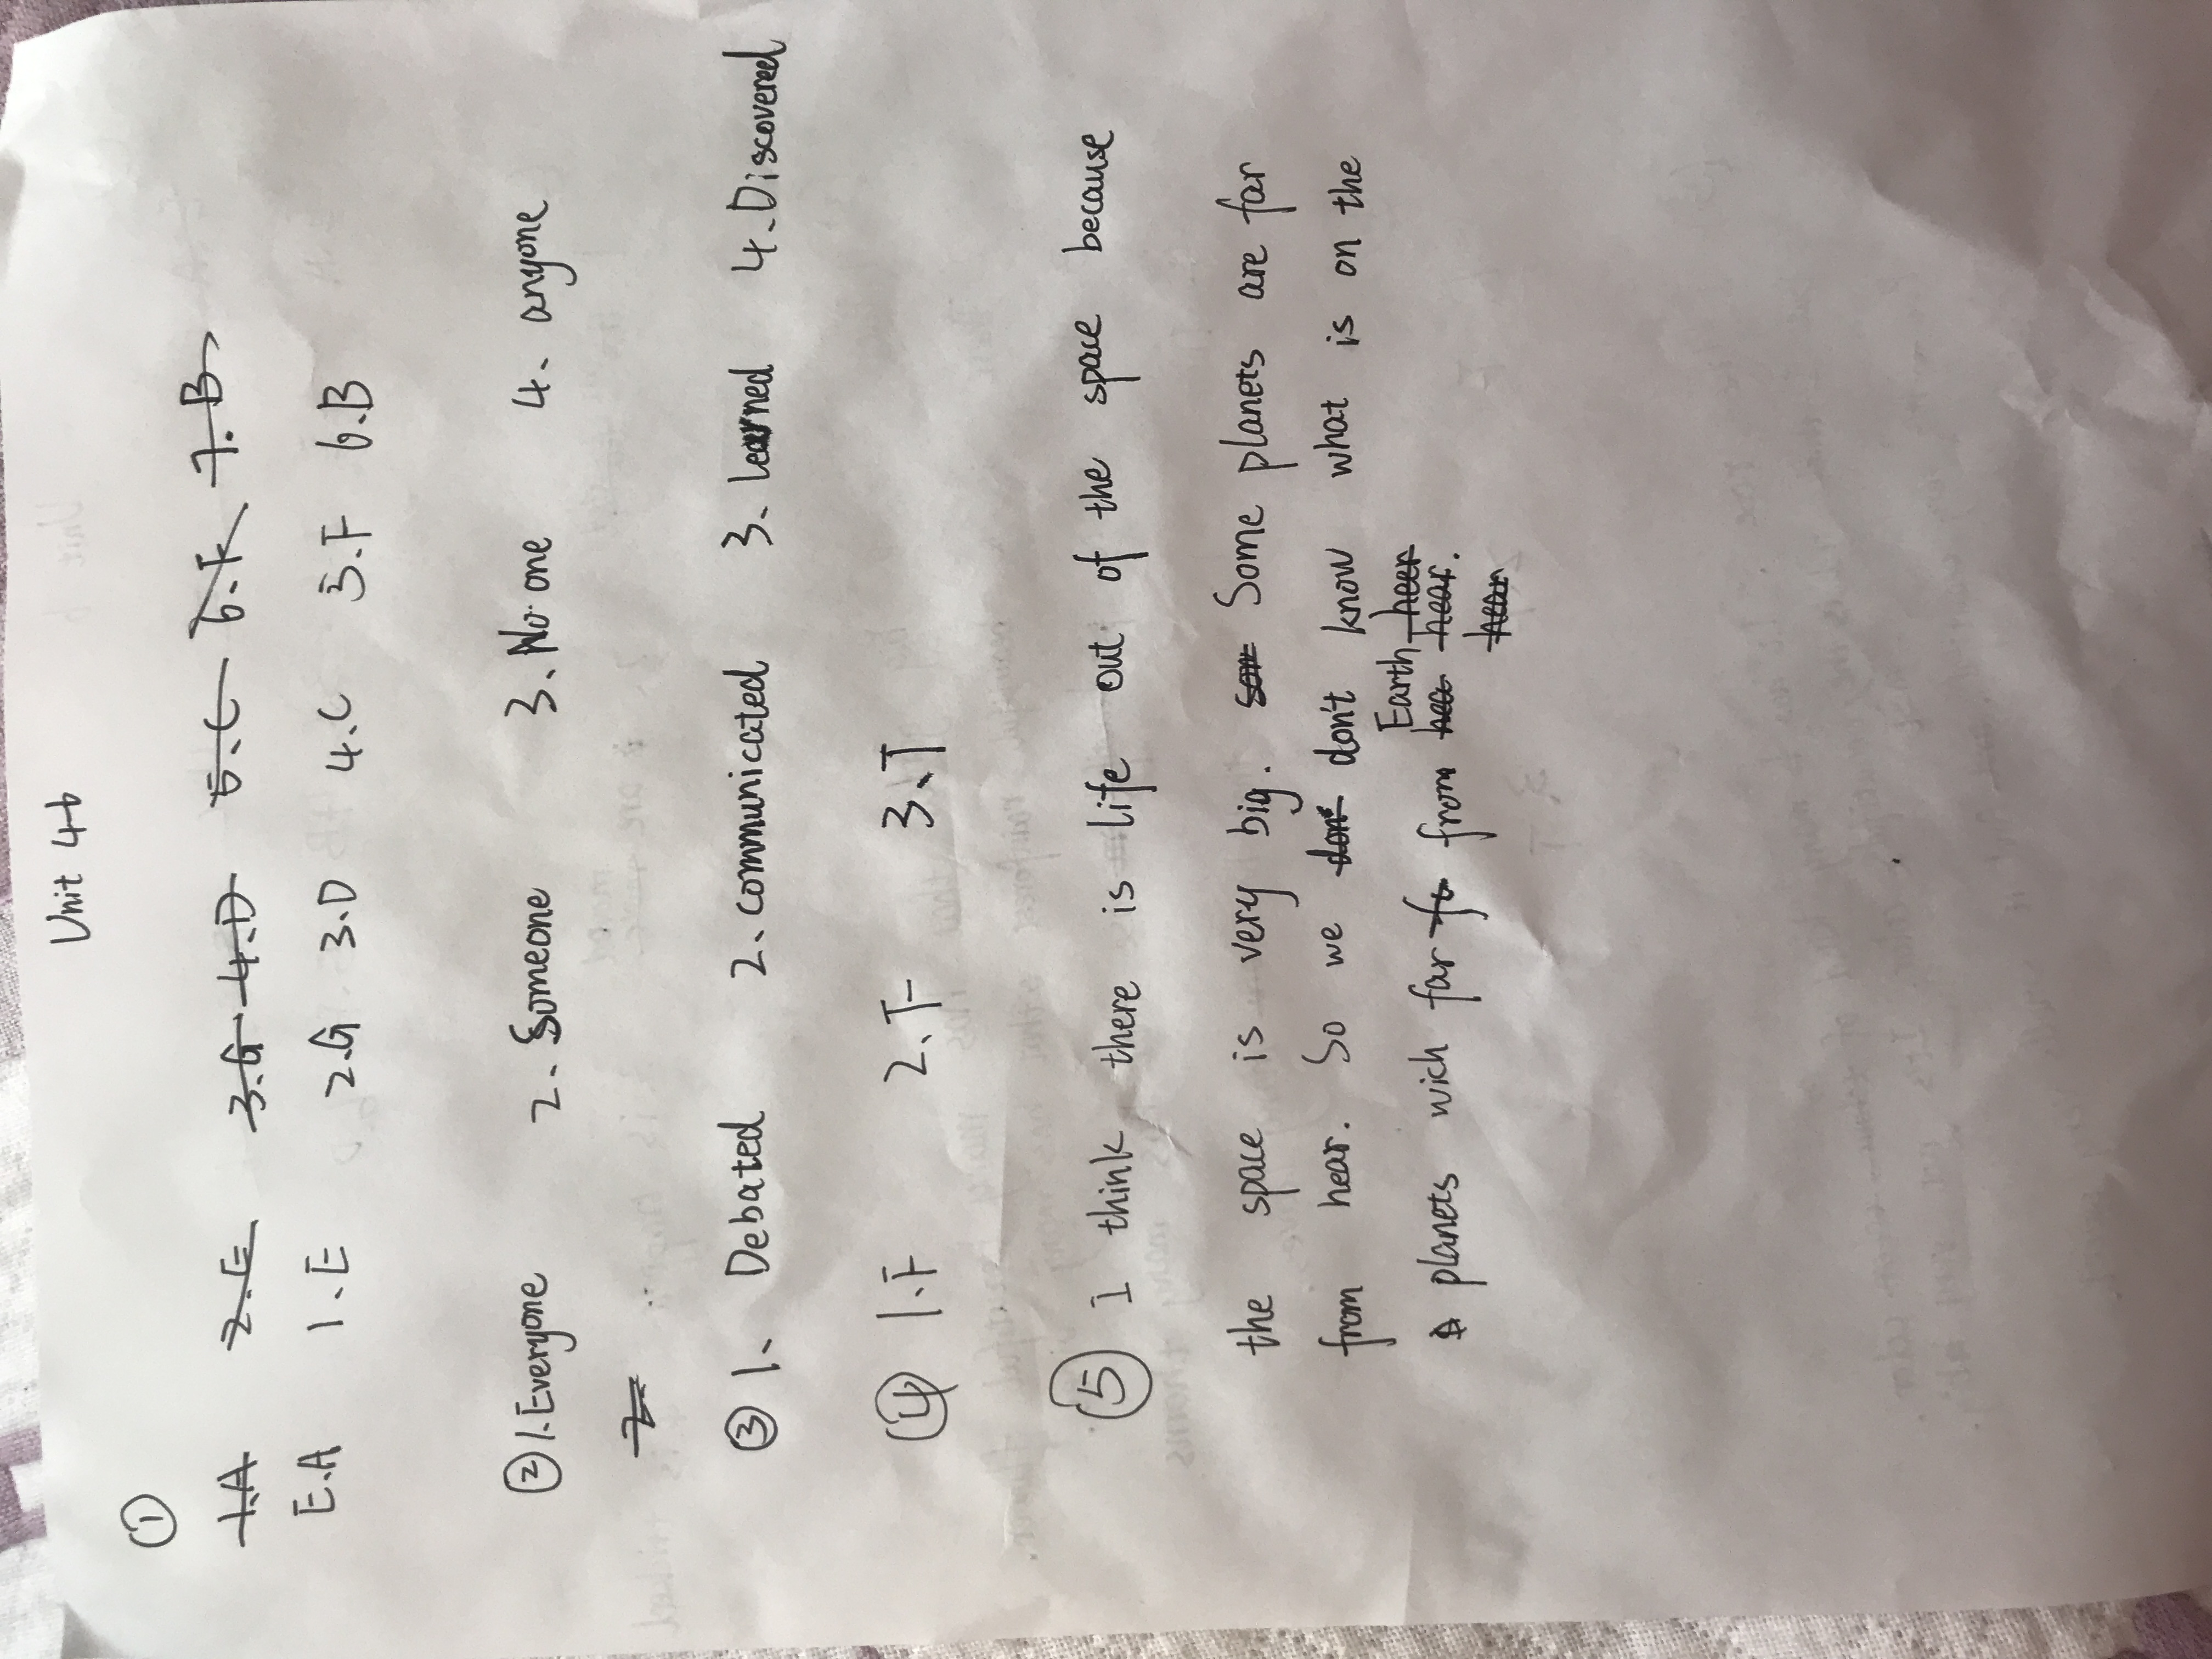 Unit 4b
①
1.A 2.E 3.G 4.D 5.C 6.F 7.B
E.A 1.E 2.G 3.D 4.C 5.F 6.B
② 1.Everyone 2. Someone 3. No one 4. anyone
2.
③ 1. Debated 2. communicated 3. learned 4. Discovered
④ 1.F 2.F 3.T
⑤ I think there is life out of the space because
the space is very big. som Some planets are far
from hear. So we don' don't know what is on the
Earth heer
planets wich far from hea hear.
hear